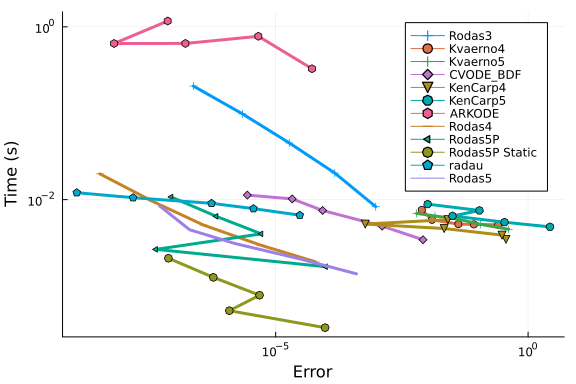 10⁰
Time (s)
10⁻²
10⁻⁵
10⁰
Error
Rodas3
Kvaerno4
Kvaerno5
CVODE_BDF
KenCarp4
KenCarp5
ARKODE
Rodas4
Rodas5P
Rodas5P Static
radau
Rodas5